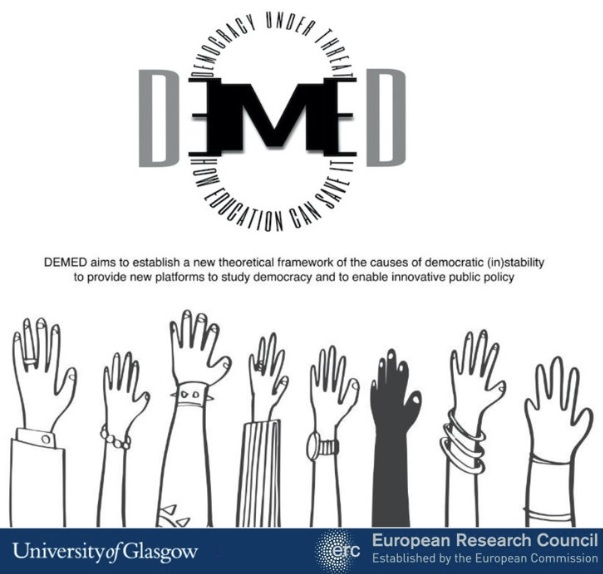 DEMOCRACY UNDER THREAT
DEMED
HOW EDUCATION CAN SAVE IT
DEMED aims to establish a new theoretical framework of the causes of democratic (in)stability
to provide new platforms to study democracy and to enable innovative public policy
University of Glasgow
erc
European Research Council
Established by the European Commission